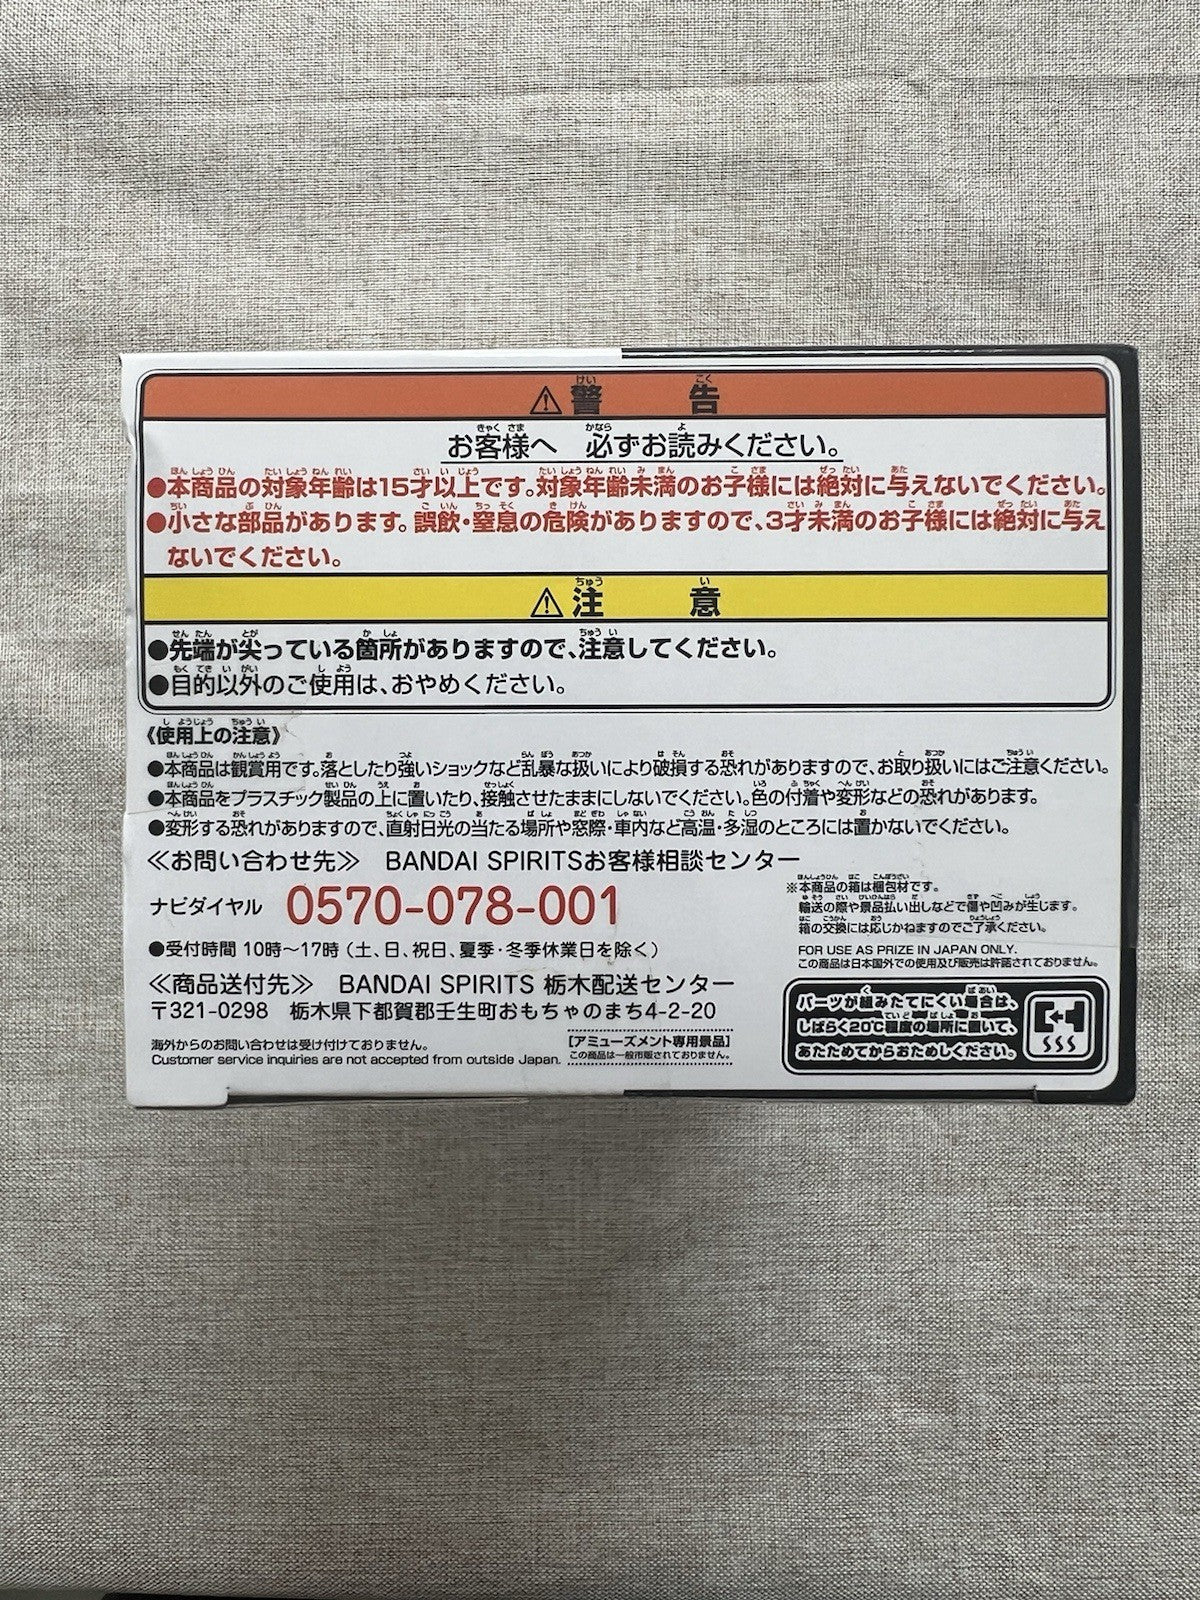 ⚠警告
お客様へ 必ずお読みください。
●本商品の対象年齢は15才以上です。対象年齢未満のお子様には絶対に与えないでください。
●小さな部品があります。誤飲・窒息の危険がありますので、3才未満のお子様には絶対に与え
ないでください。
⚠注意
●先端が尖っている箇所がありますので、注意してください。
●目的以外のご使用は、おやめください。
《使用上の注意》
●本商品は観賞用です。落としたり強いショックなど乱暴な扱いにより破損する恐れがありますので、お取り扱いにはご注意ください。
●本商品をプラスチック製品の上に置いたり、接触させたままにしないでください。色の付着や変形などの恐れがあります。
●変形する恐れがありますので、直射日光の当たる場所や窓際・車内など高温・多湿のところには置かないでください。
≪お問い合わせ先≫ BANDAI SPIRITSお客様相談センター
ナビダイヤル 0570-078-001
●受付時間 10時～17時（土、日、祝日、夏季・冬季休業日を除く）
≪商品送付先≫ BANDAI SPIRITS 栃木配送センター
〒321-0298 栃木県下都賀郡壬生町おもちゃのまち4-2-20
海外からのお問い合わせは受け付けておりません。
Customer service inquiries are not accepted from outside Japan.
[アミューズメント専用景品]
この商品は一般市販されておりません。
※本商品の箱は梱包材です。
輸送の際や景品払い出しなどで傷や凹みが生じます。
箱の交換には応じかねますのでご了承ください。
FOR USE AS PRIZE IN JAPAN ONLY.
この商品は日本国外での使用及び販売は許諾されておりません。
パーツが組みたてにくい場合は、
しばらく20℃程度の場所に置いて、
あたためてからおためしください。